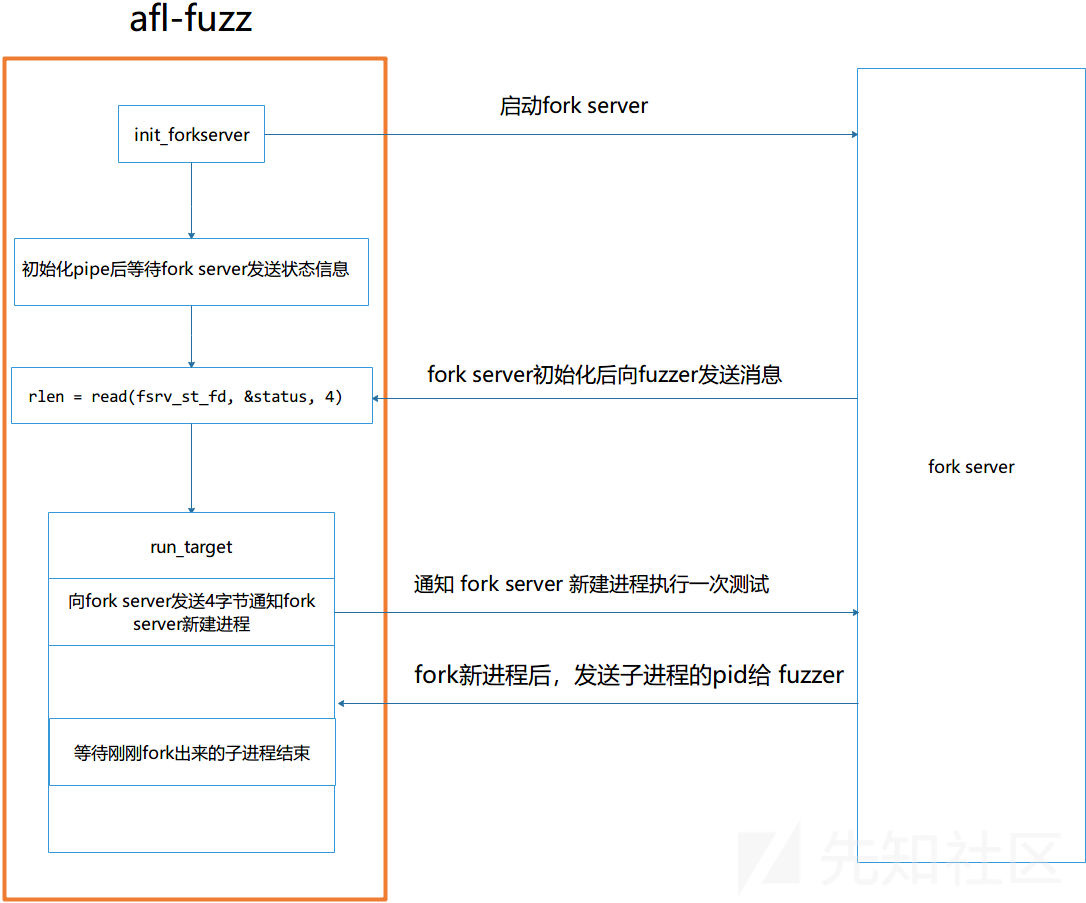 afl-fuzz
启动fork server
init_forkserver
初始化pipe后等待fork server发送状态信息
fork server初始化后向fuzzer发送消息
rlen = read(fsrv_st_fd, &status, 4)
fork server
run_target
通知 fork server 新建进程执行一次测试
向fork server发送4字节通知fork
server新建进程
fork新进程后，发送子进程的pid给 fuzzer
等待刚刚fork出来的子进程结束
先知社区